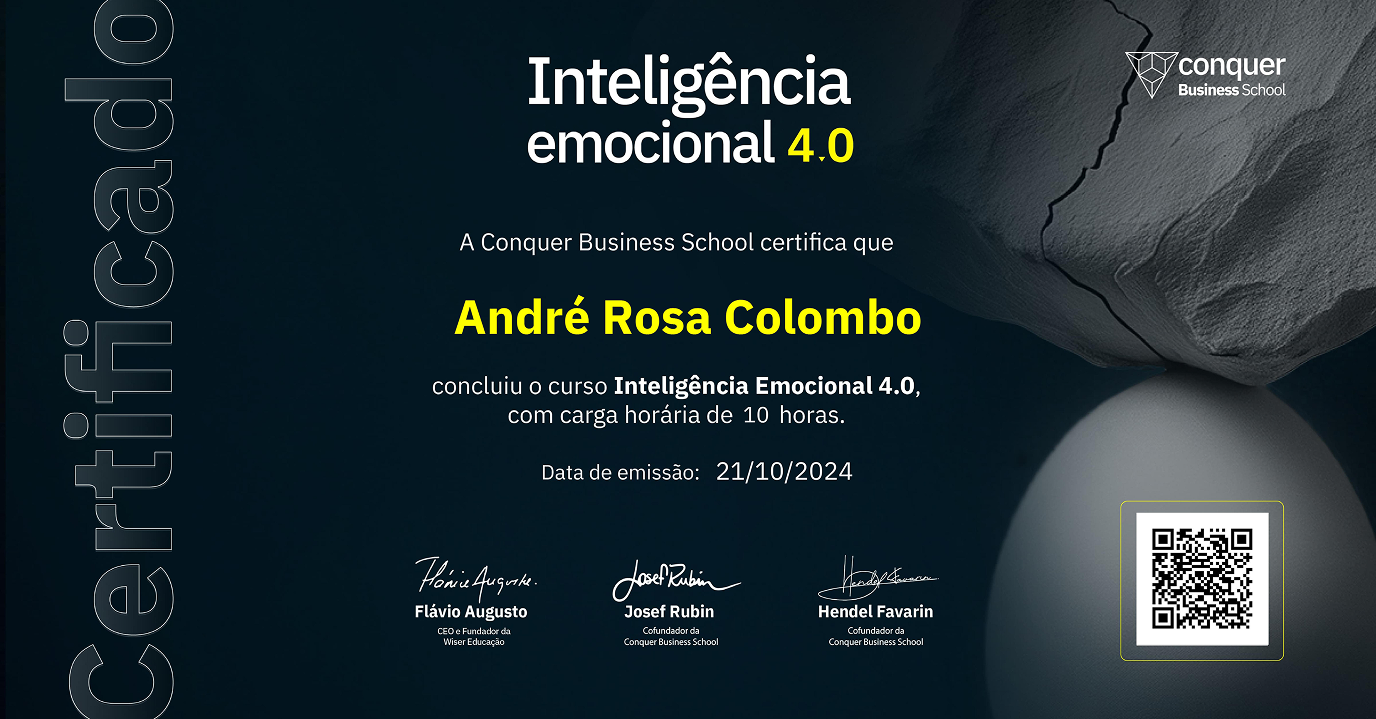 Certificado
Inteligência
emocional 4.0
conquer
Business School
A Conquer Business School certifica que
André Rosa Colombo
concluiu o curso Inteligência Emocional 4.0,
com carga horária de 10 horas.
Data de emissão: 21/10/2024
Flávio Augusto.
Josef Rubin
Hendel Favarin
Flávio Augusto
CEO e Fundador da
Wiser Educação
Josef Rubin
Cofundador da
Conquer Business School
Hendel Favarin
Cofundador da
Conquer Business School